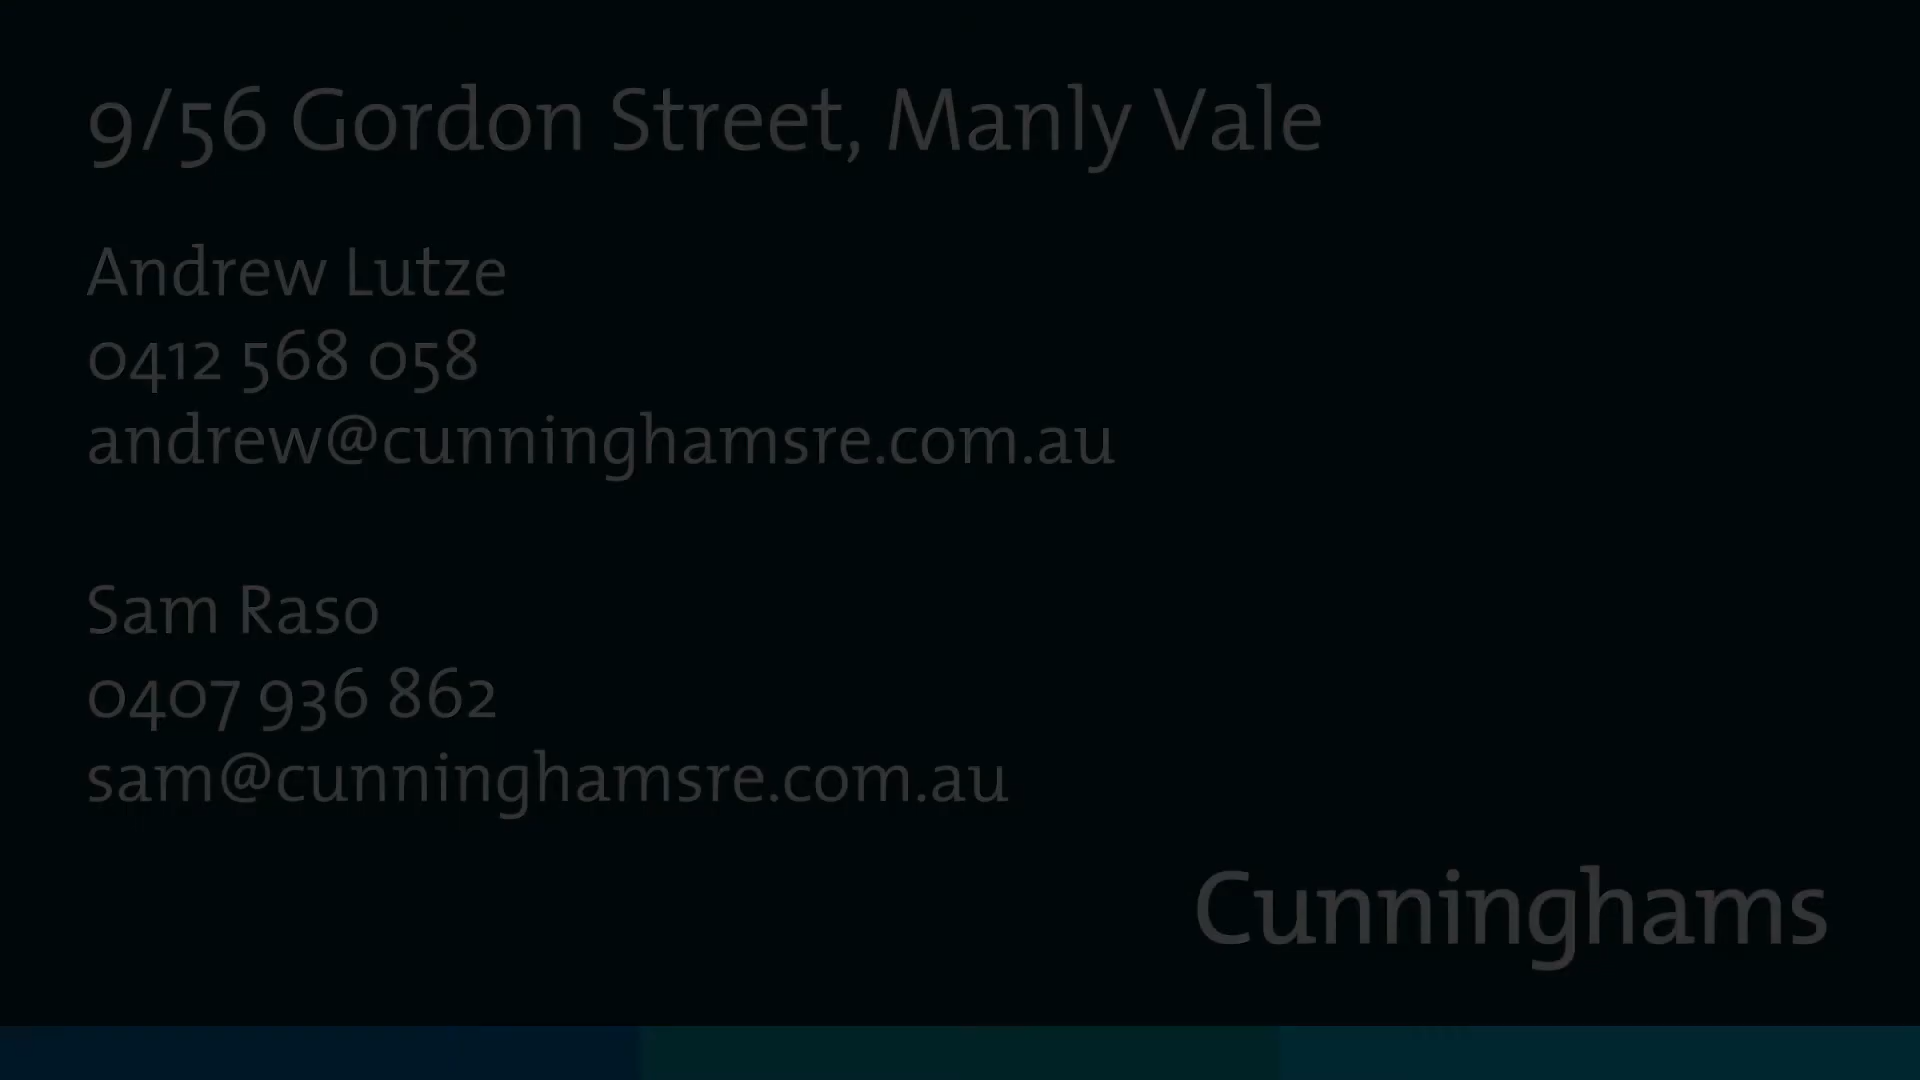 9/56 Gordon Street, Manly Vale
Andrew Lutze
0412 568 058
andrew@cunninghamsre.com.au
Sam Raso
0407 936 862
sam@cunninghamsre.com.au
Cunninghams